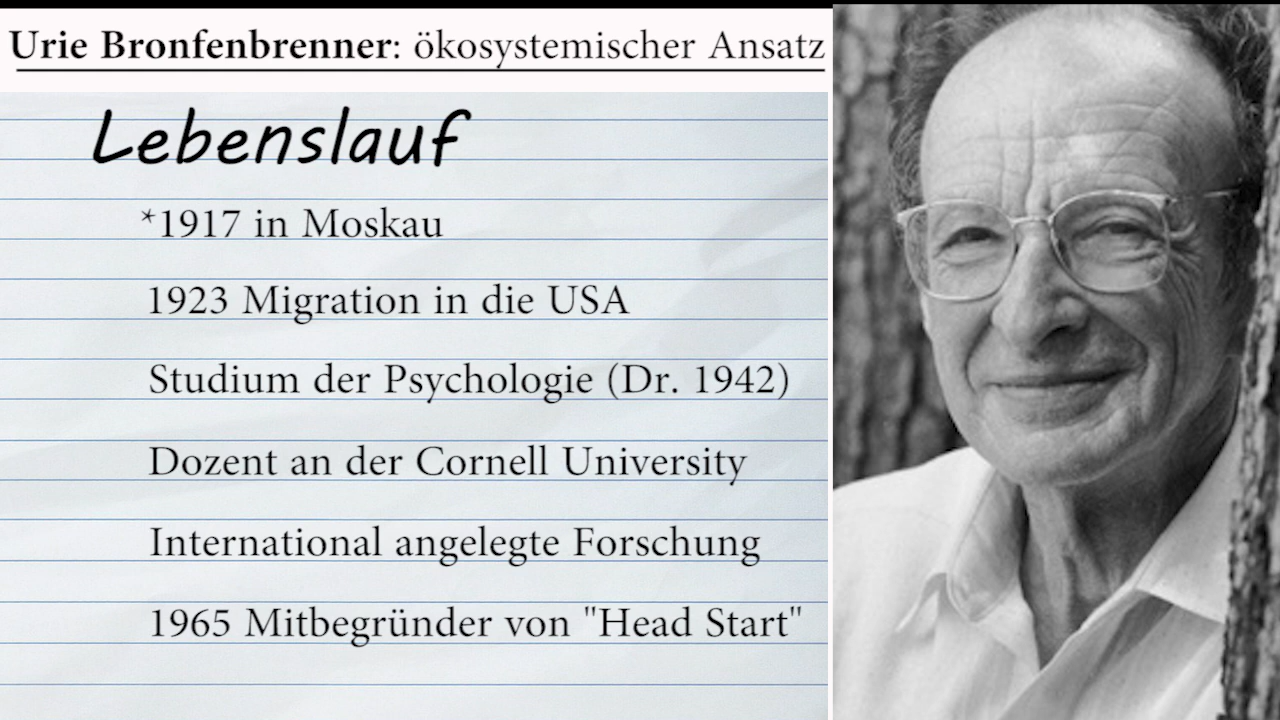 Urie Bronfenbrenner: ökosystemischer Ansatz
Lebenslauf
*1917 in Moskau
1923 Migration in die USA
Studium der Psychologie (Dr. 1942)
Dozent an der Cornell University
International angelegte Forschung
1965 Mitbegründer von "Head Start"